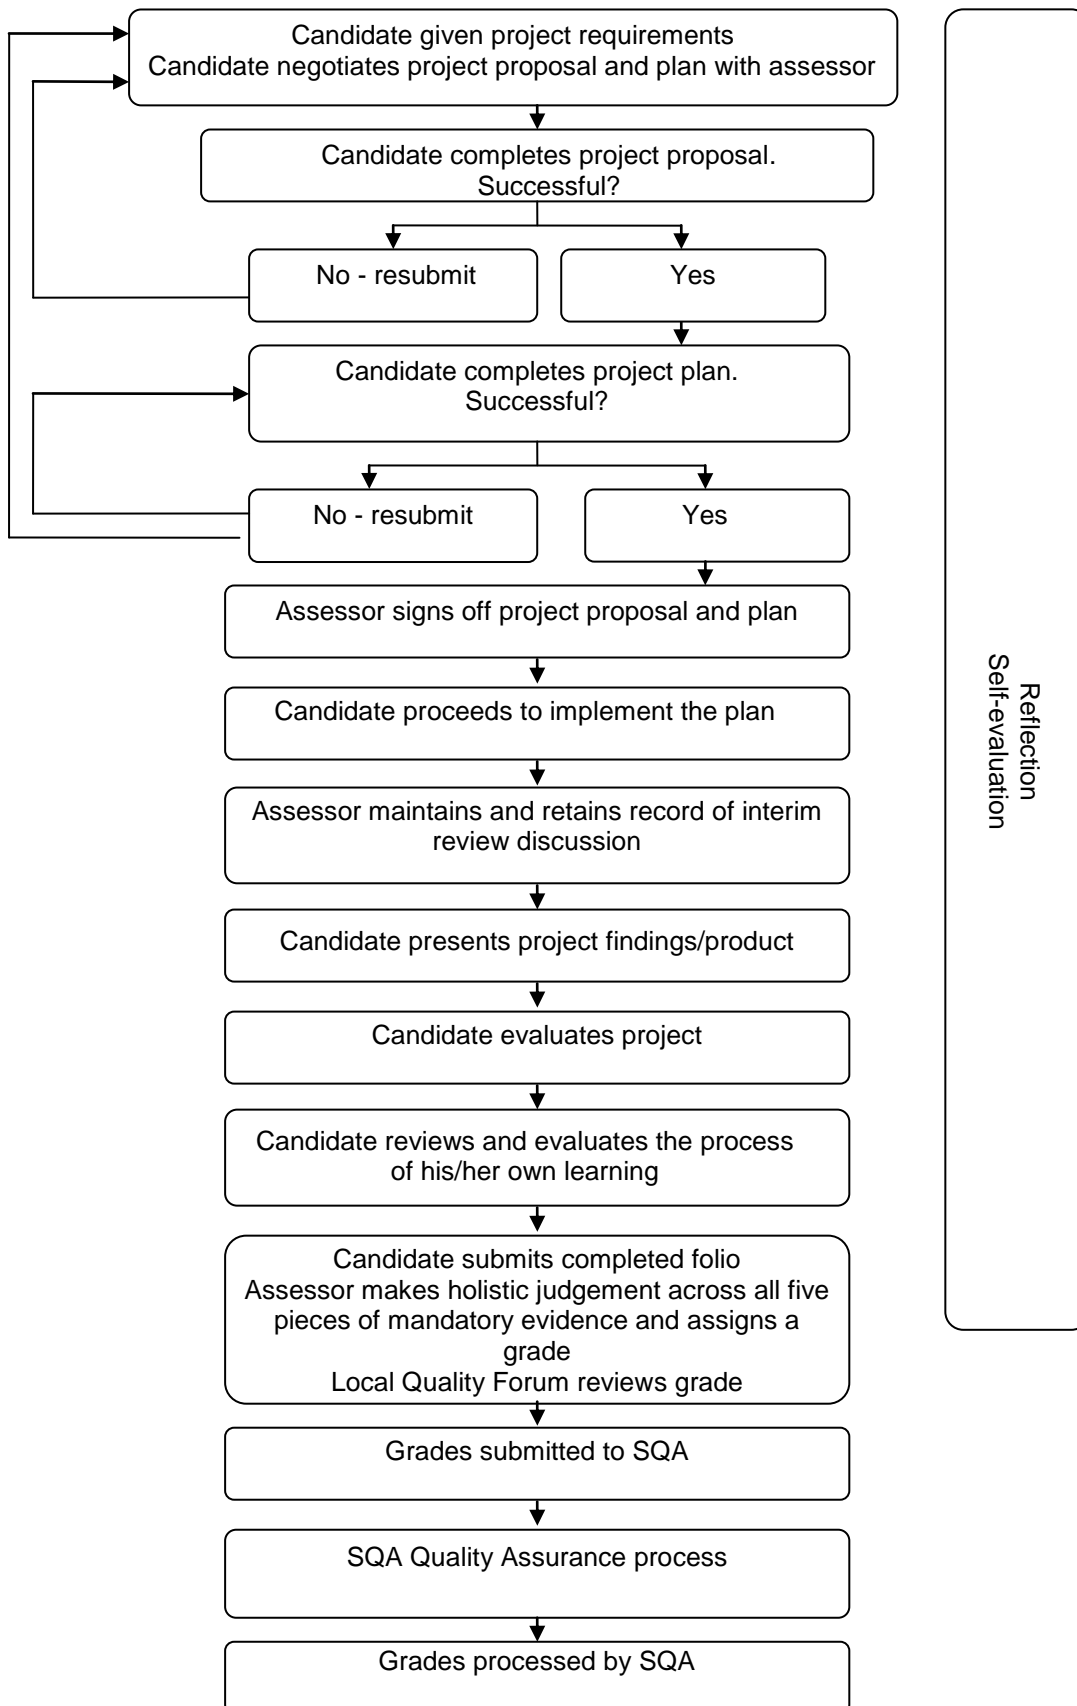 Candidate given project requirements
Candidate negotiates project proposal and plan with assessor
Candidate completes project proposal.
Successful?
No - resubmit
Yes
Candidate completes project plan.
Successful?
No - resubmit
Yes
Assessor signs off project proposal and plan
Candidate proceeds to implement the plan
Assessor maintains and retains record of interim
review discussion
Candidate presents project findings/product
Candidate evaluates project
Candidate reviews and evaluates the process
of his/her own learning
Candidate submits completed folio
Assessor makes holistic judgement across all five
pieces of mandatory evidence and assigns a
grade
Local Quality Forum reviews grade
Grades submitted to SQA
SQA Quality Assurance process
Grades processed by SQA
Reflection
Self-evaluation